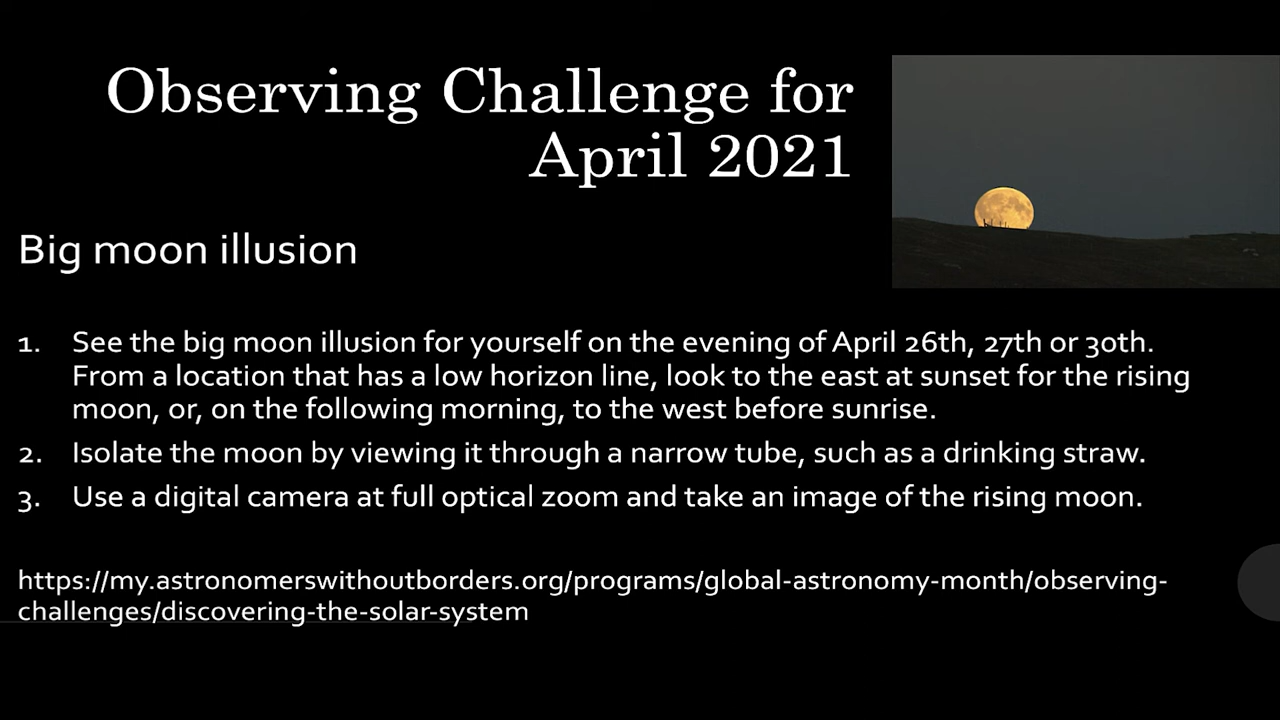 Observing Challenge for
April 2021
Big moon illusion
1. See the big moon illusion for yourself on the evening of April 26th, 27th or 30th.
From a location that has a low horizon line, look to the east at sunset for the rising
moon, or, on the following morning, to the west before sunrise.
2. Isolate the moon by viewing it through a narrow tube, such as a drinking straw.
3. Use a digital camera at full optical zoom and take an image of the rising moon.
https://my.astronomerswithoutborders.org/programs/global-astronomy-month/observing-
challenges/discovering-the-solar-system